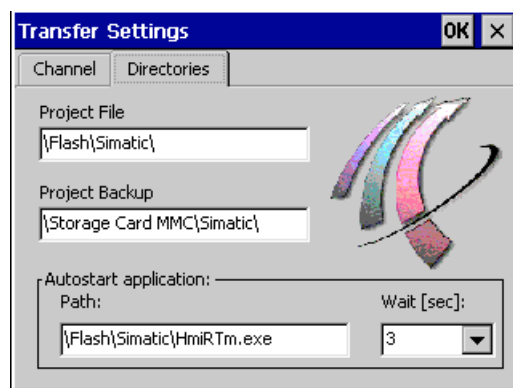 Transfer Settings OK ×
Channel Directories
Project File
\Flash\Simatic\
Project Backup
\Storage Card MMC\Simatic\
Autostart application:
Path: Wait [sec]:
\Flash\Simatic\HmiRTm.exe 3